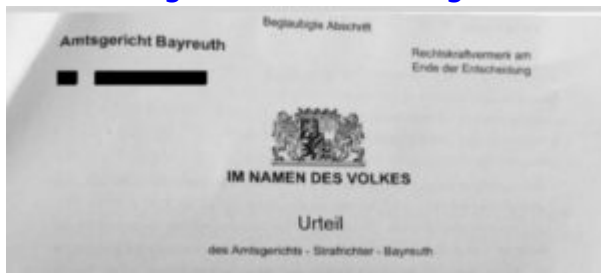 Beglaubigte Abschrift
Amtsgericht Bayreuth
Rechtskraftvermerk am
Ende der Entscheidung
IM NAMEN DES VOLKES
Urteil
des Amtsgerichts - Strafrichter - Bayreuth